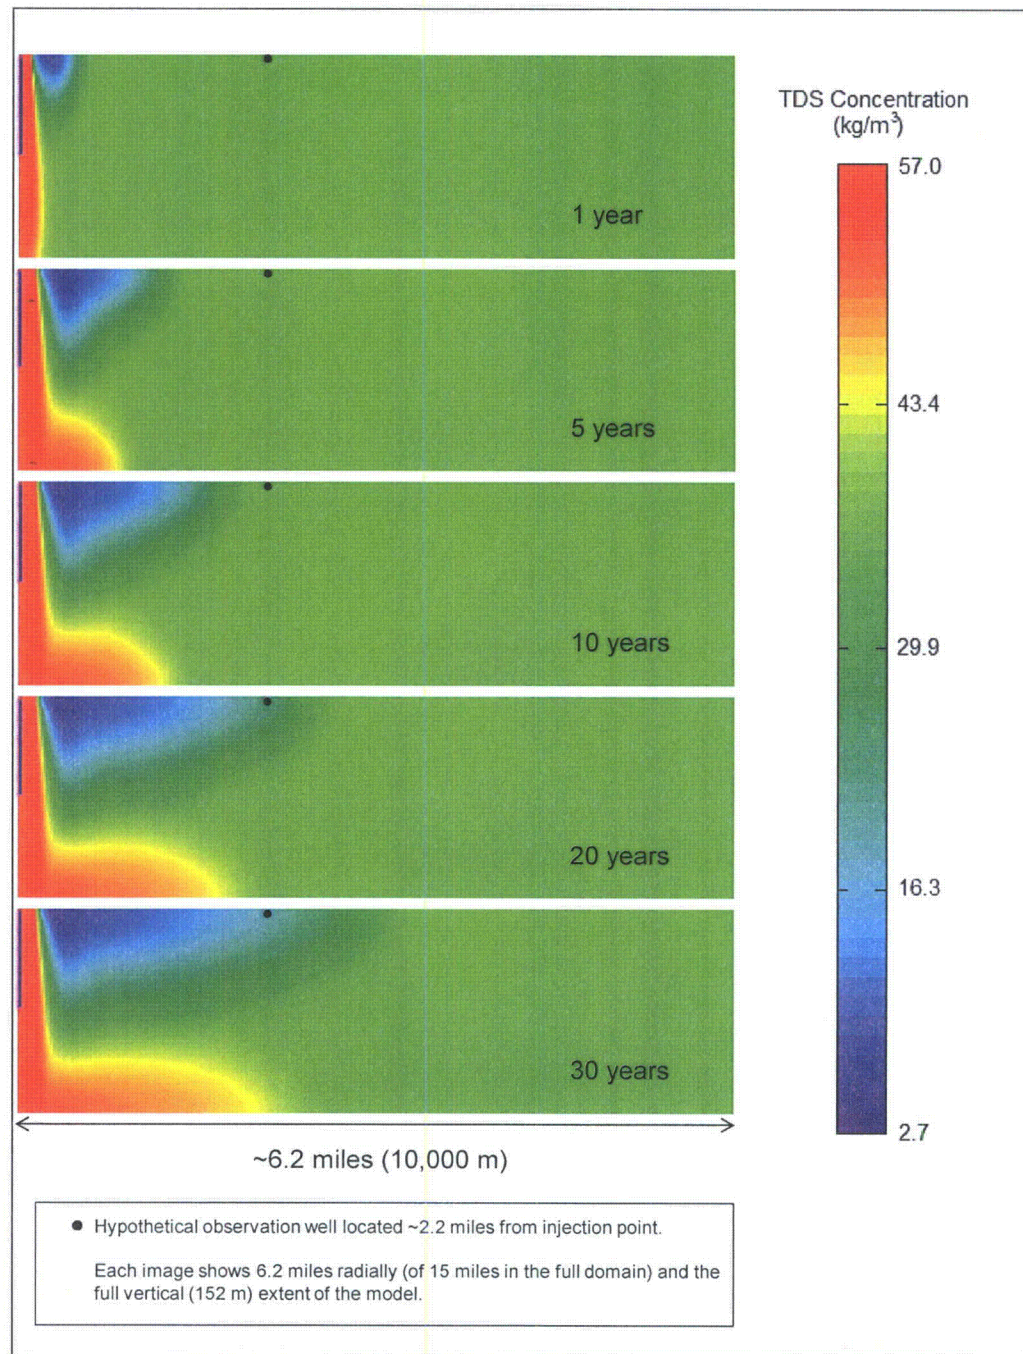 TDS Concentration
(kg/m³)
57.0
1 year
43.4
5 years
29.9
10 years
20 years
16.3
30 years
2.7
~6.2 miles (10,000 m)
● Hypothetical observation well located ~2.2 miles from injection point.
Each image shows 6.2 miles radially (of 15 miles in the full domain) and the
full vertical (152 m) extent of the model.